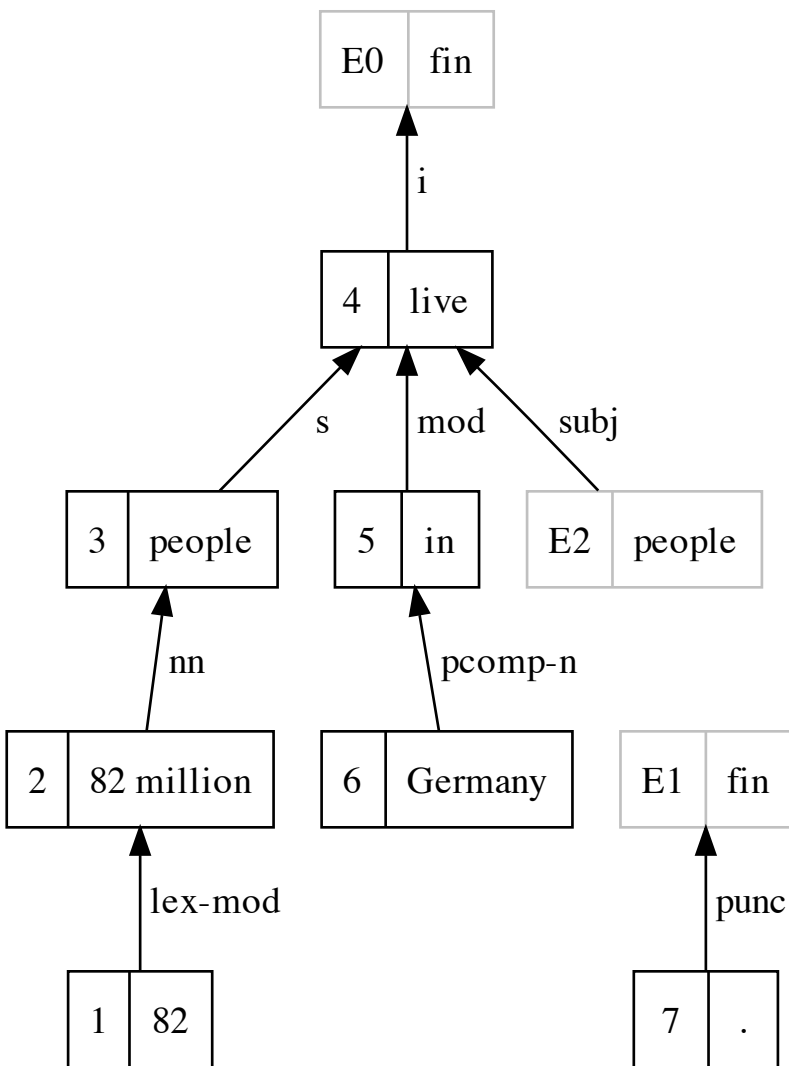 E0 fin
i
4 live
s mod subj
3 people 5 in E2 people
nn pcomp-n
2 82 million 6 Germany E1 fin
lex-mod punc
1 82 7 .